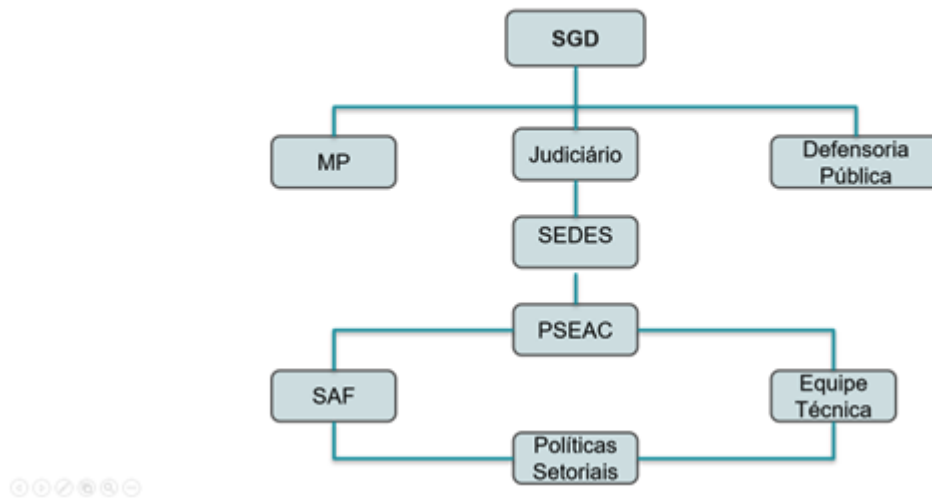 SGD
MP
Judiciário
Defensoria
Pública
SEDES
PSEAC
SAF
Equipe
Técnica
Políticas
Setoriais